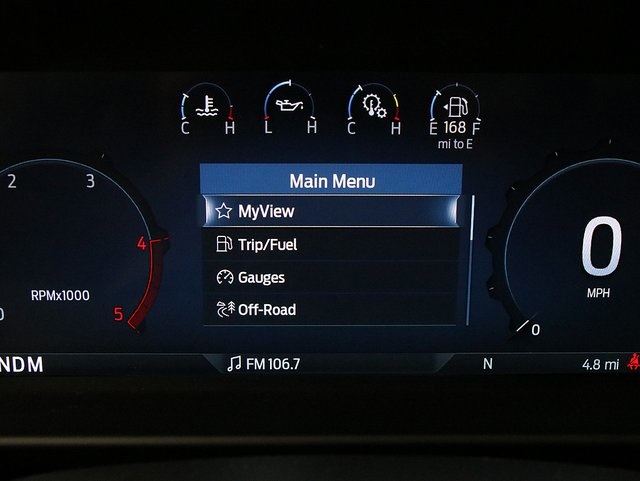 C H
L H
C H
E 168 F
mi to E
Main Menu
MyView
Trip/Fuel
Gauges
Off-Road
2 3
4
5
0
RPMx1000
0
MPH
0
NDM
FM 106.7
N
4.8 mi